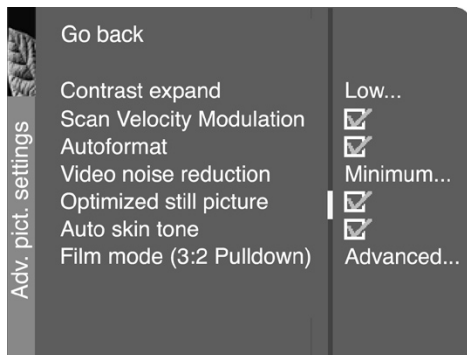 Go back
Contrast expand Low...
Scan Velocity Modulation
Autoformat
Video noise reduction Minimum...
Optimized still picture
Auto skin tone
Film mode (3:2 Pulldown) Advanced...
Adv. pict. settings